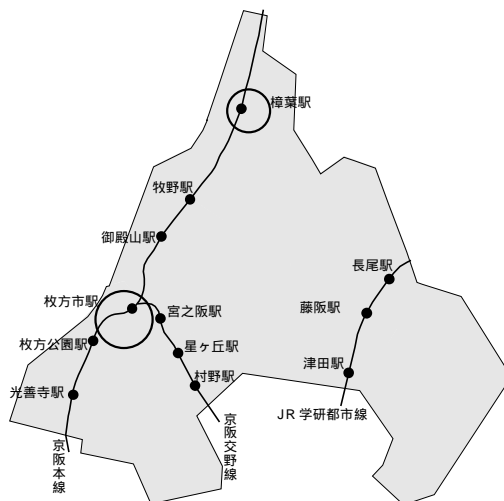 樟葉駅
牧野駅
御殿山駅
長尾駅
枚方市駅
宮之阪駅
藤阪駅
枚方公園駅
星ヶ丘駅
津田駅
村野駅
光善寺駅
JR 学研都市線
京阪交野線
京阪本線